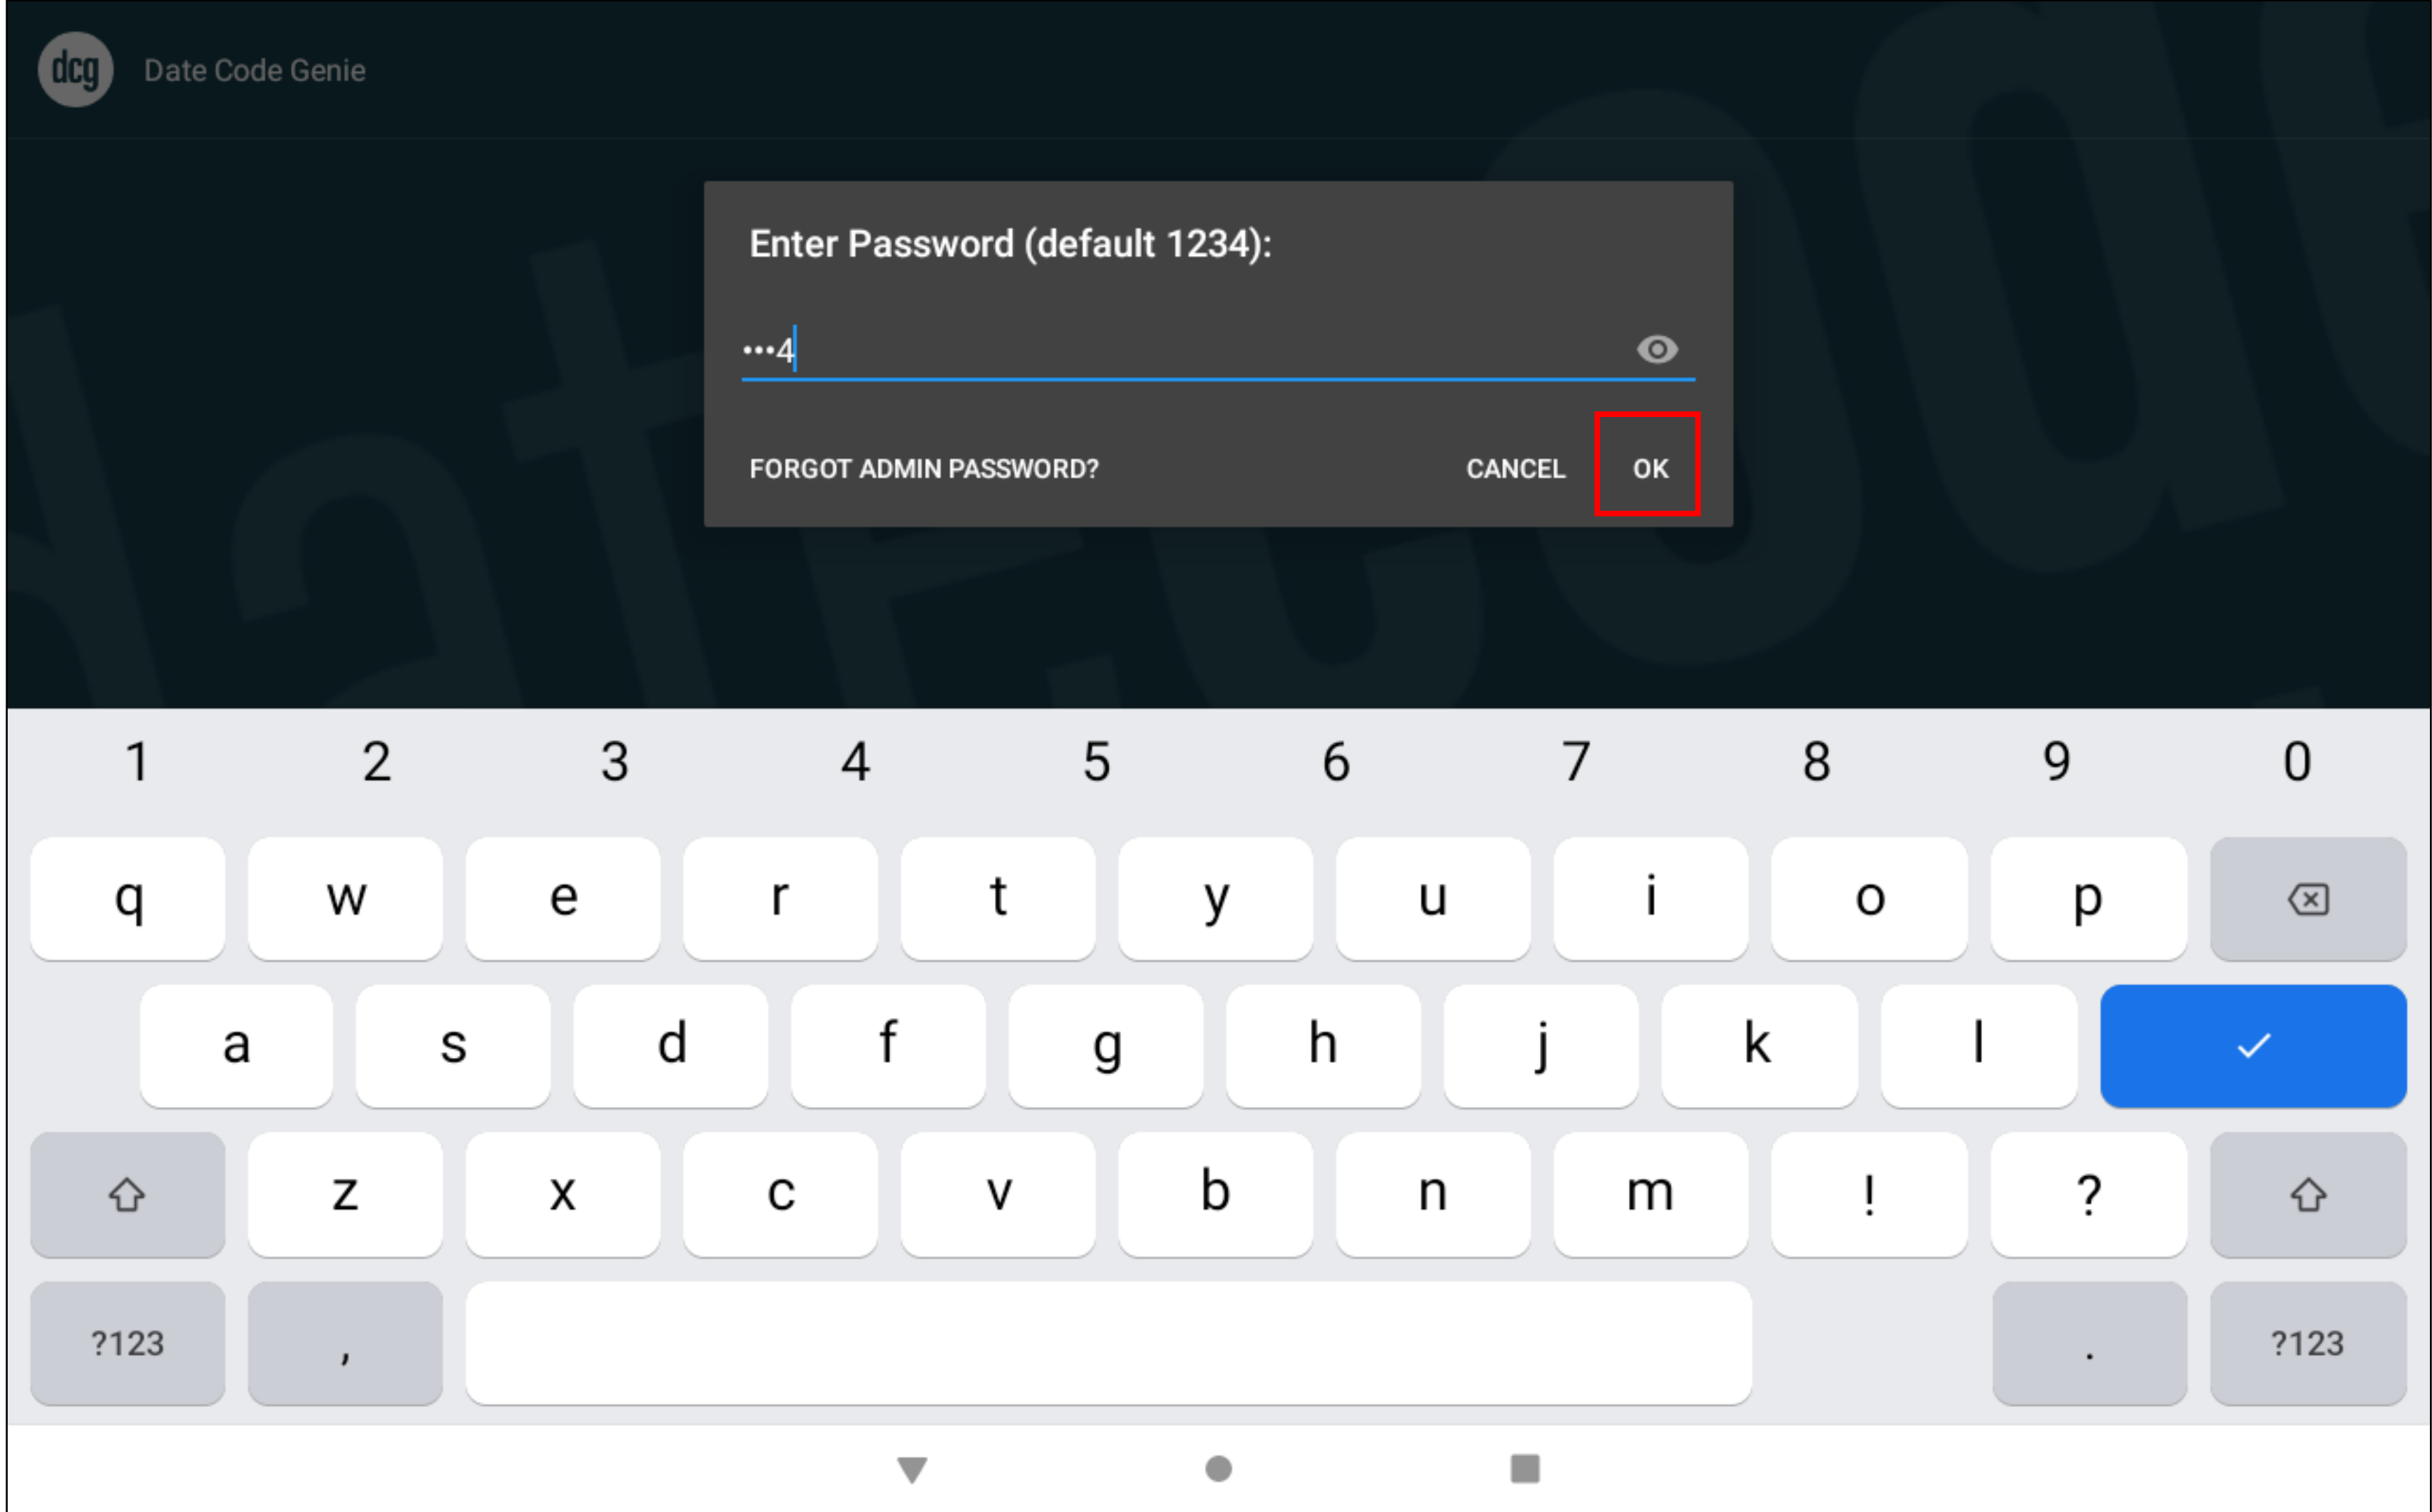 dcg Date Code Genie
Enter Password (default 1234):
•••4
FORGOT ADMIN PASSWORD? CANCEL OK
1 2 3 4 5 6 7 8 9 0
q w e r t y u i o p
a s d f g h j k l
z x c v b n m ! ?
?123 , . ?123